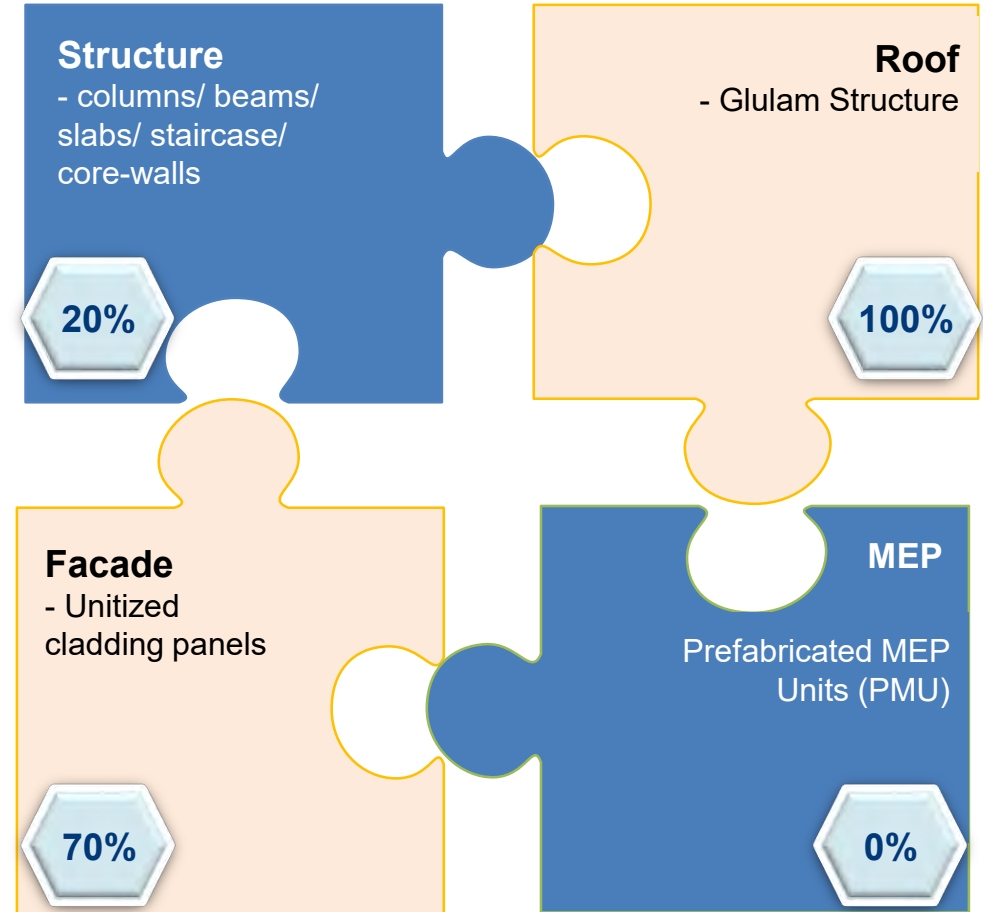 Structure
- columns/ beams/
slabs/ staircase/
core-walls
20%
Roof
- Glulam Structure
100%
Facade
- Unitized
cladding panels
70%
MEP
Prefabricated MEP
Units (PMU)
0%